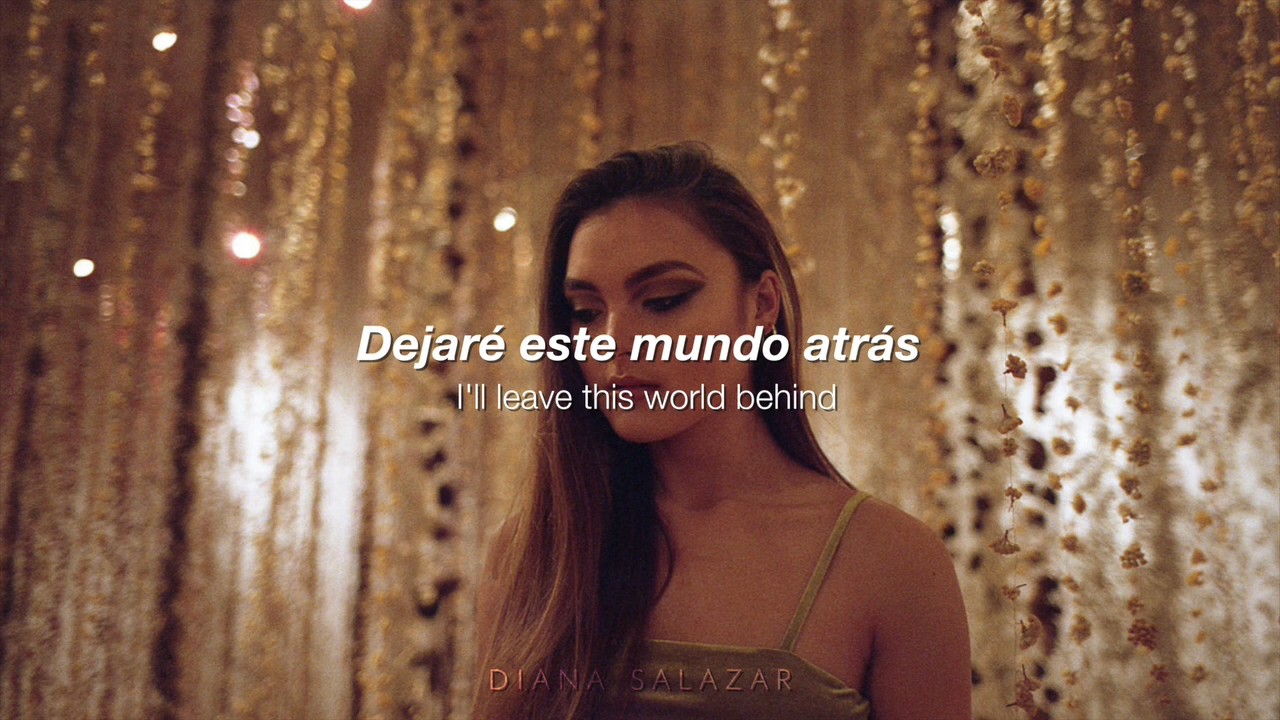 Dejaré este mundo atrás
I'll leave this world behind
DIANA SALAZAR